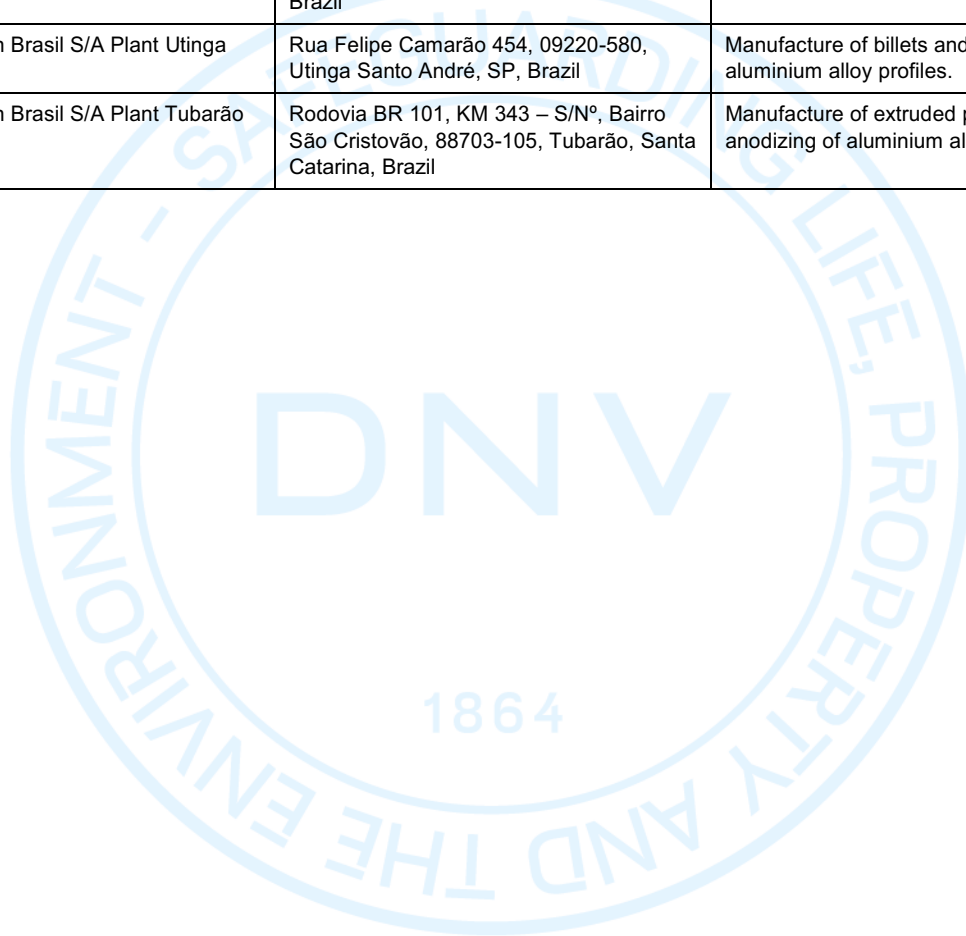 Brazil
n Brasil S/A Plant Utinga
Rua Felipe Camarão 454, 09220-580,
Utinga Santo André, SP, Brazil
Manufacture of billets and
aluminium alloy profiles.
n Brasil S/A Plant Tubarão
Rodovia BR 101, KM 343 – S/Nº, Bairro
São Cristovão, 88703-105, Tubarão, Santa
Catarina, Brazil
Manufacture of extruded p
anodizing of aluminium al
SAFEGUARDING LIFE, PROPERTY AND THE ENVIRONMENT -
DNV
1864